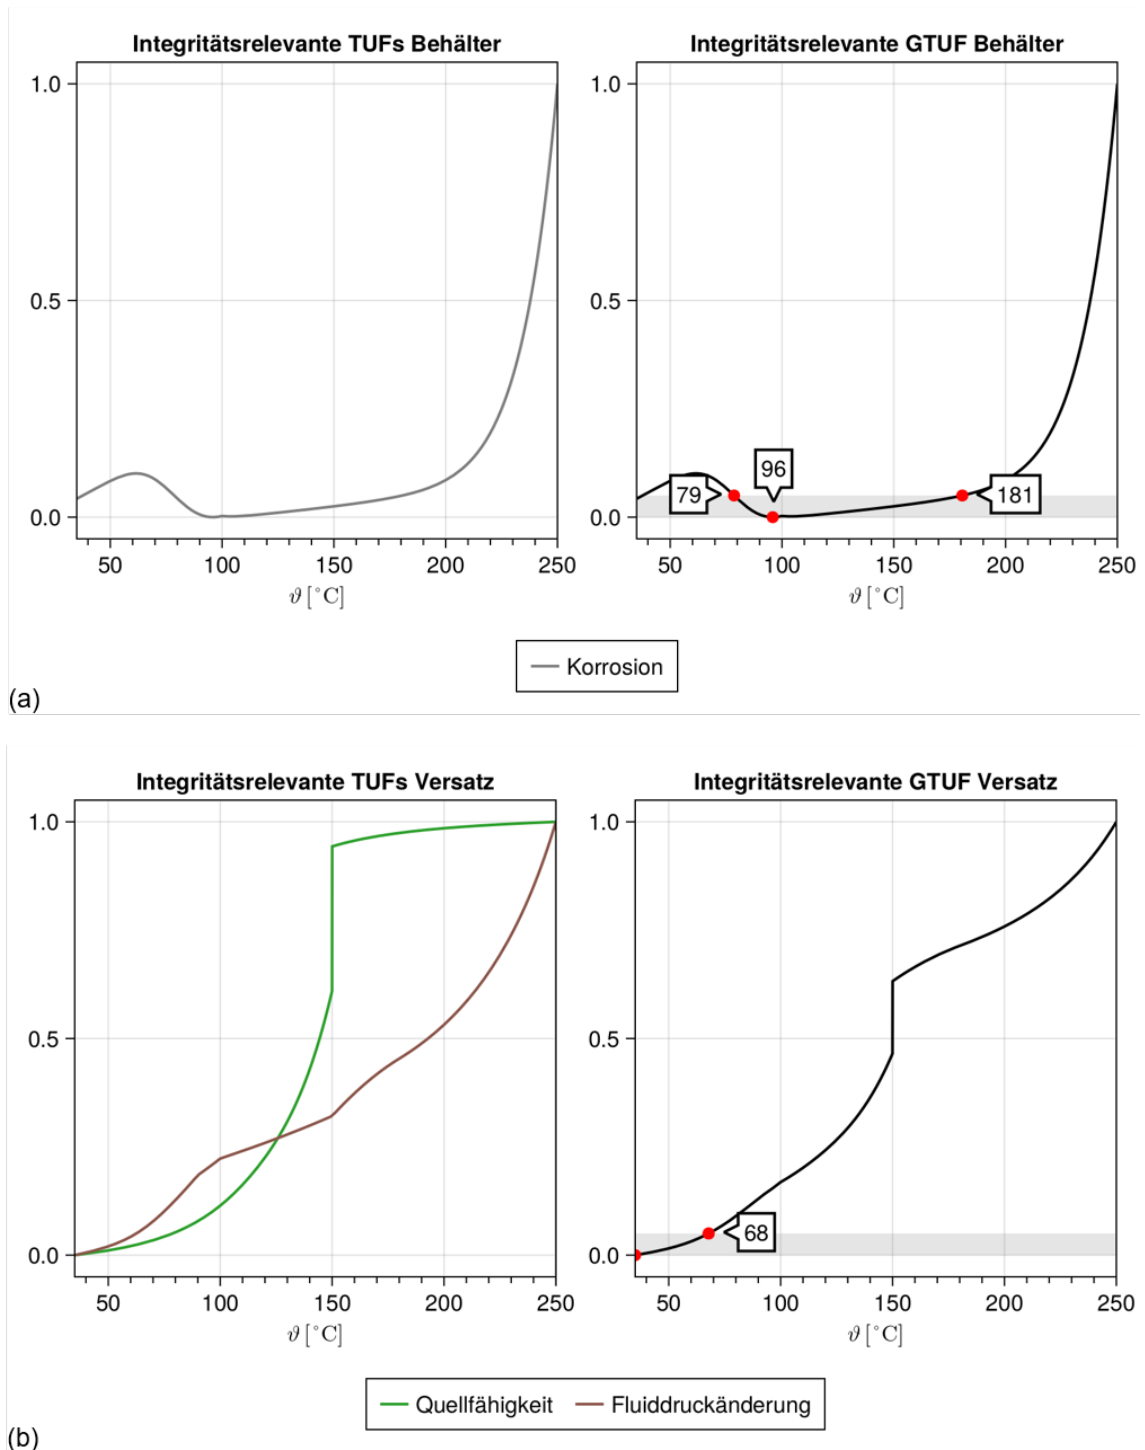 Integritätsrelevante TUFs Behälter
1.0
0.5
0.0
50 100 150 200 250
ϑ [°C]
Integritätsrelevante GTUF Behälter
1.0
0.5
0.0
79
96
181
50 100 150 200 250
ϑ [°C]
Korrosion
(a)
Integritätsrelevante TUFs Versatz
1.0
0.5
0.0
50 100 150 200 250
ϑ [°C]
Integritätsrelevante GTUF Versatz
1.0
0.5
0.0
68
50 100 150 200 250
ϑ [°C]
Quellfähigkeit Fluiddruckänderung
(b)